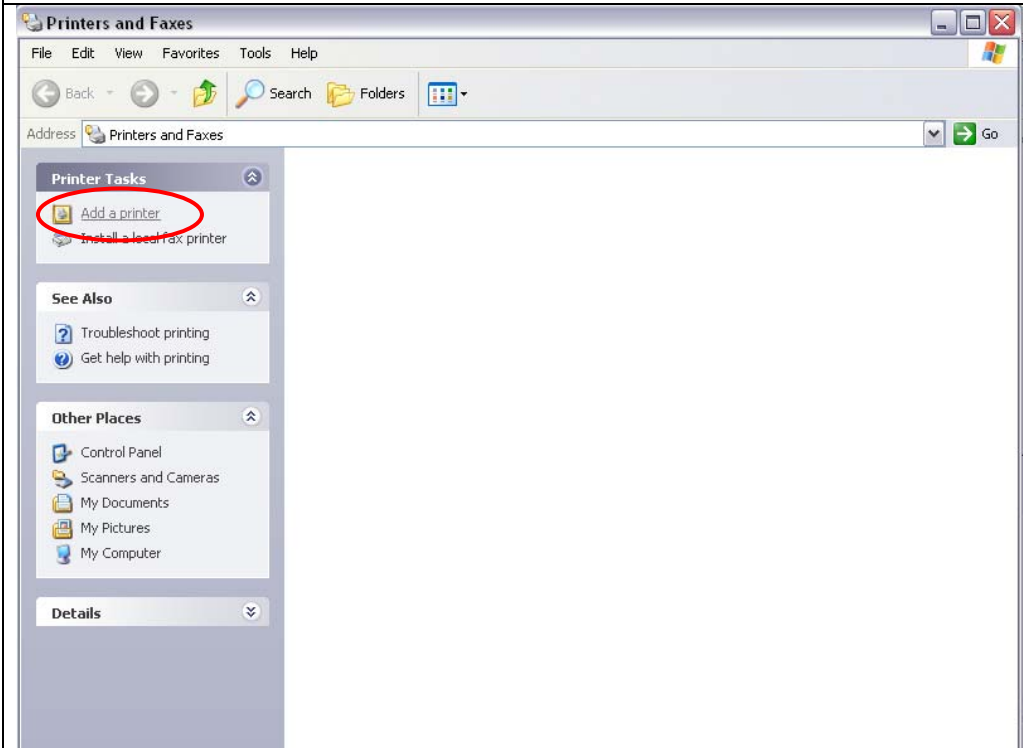 Printers and Faxes
File Edit View Favorites Tools Help
Back Search Folders
Address Printers and Faxes Go
Printer Tasks
Add a printer
Install a local fax printer
See Also
Troubleshoot printing
Get help with printing
Other Places
Control Panel
Scanners and Cameras
My Documents
My Pictures
My Computer
Details